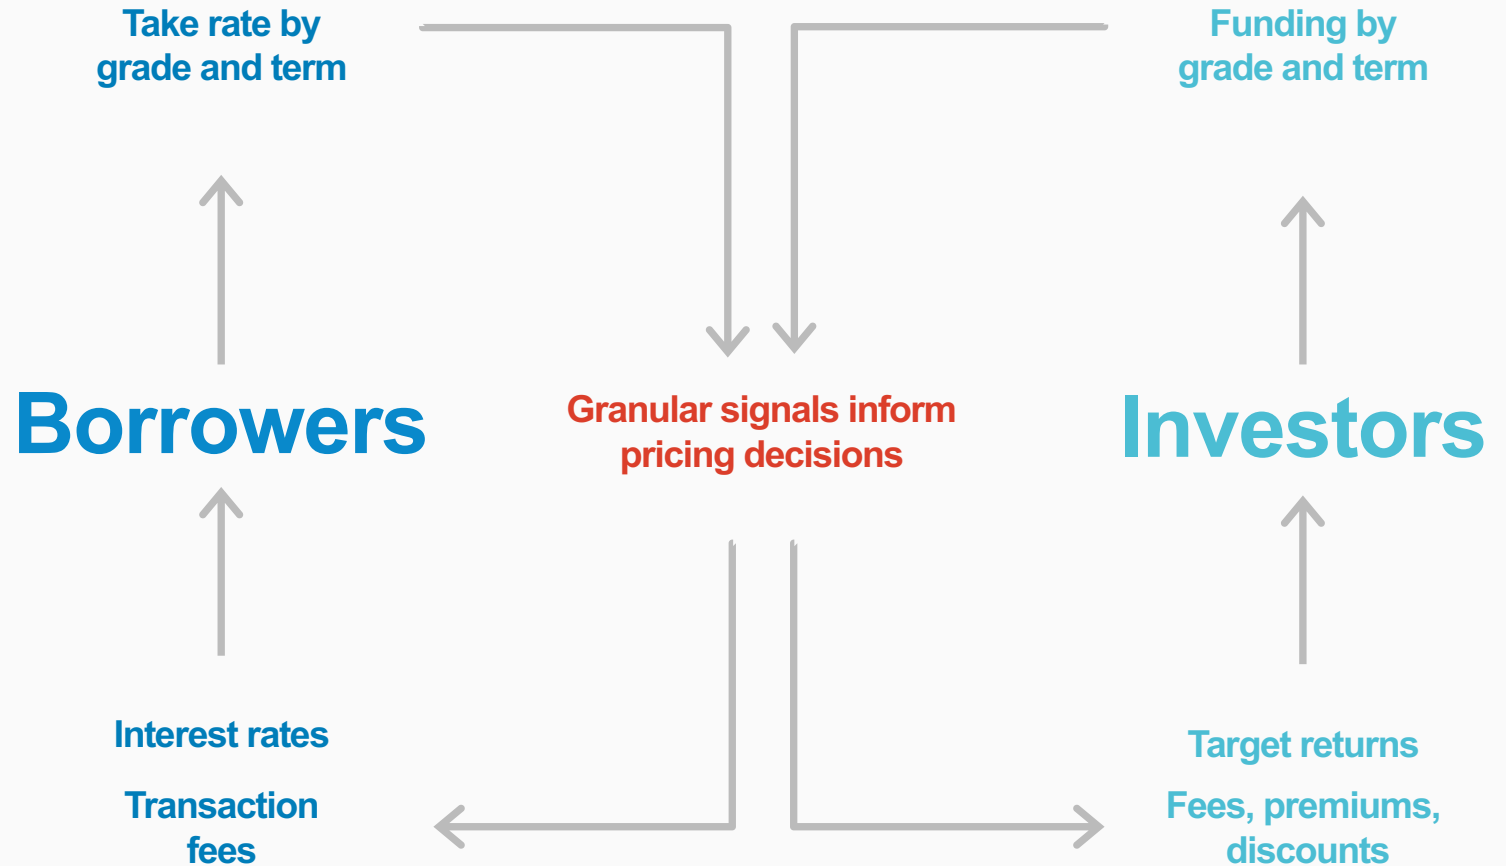 Take rate by
grade and term
Funding by
grade and term
Borrowers
Granular signals inform
pricing decisions
Investors
Interest rates
Transaction
fees
Target returns
Fees, premiums,
discounts